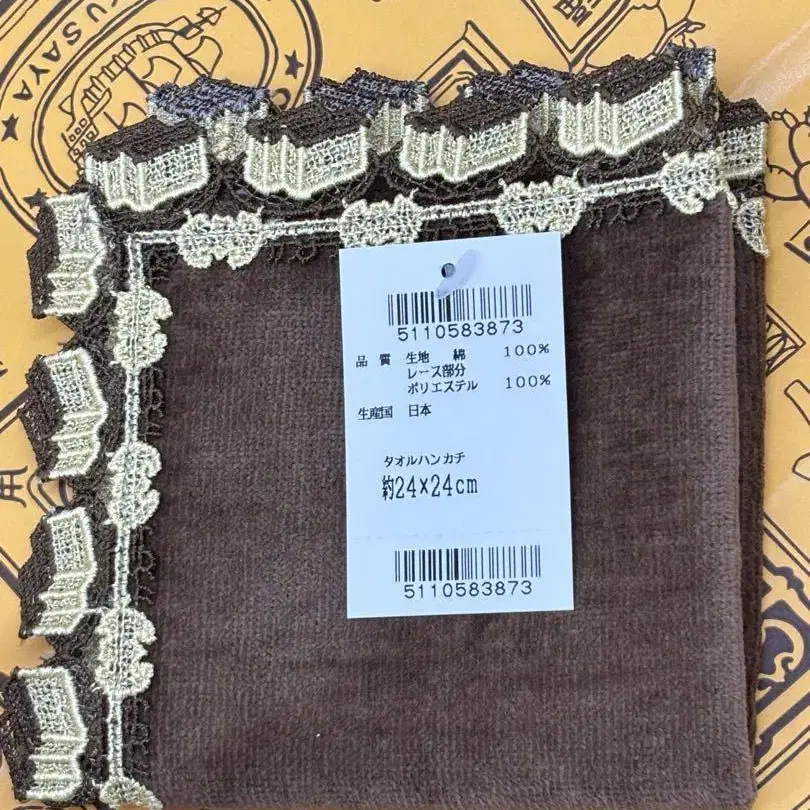 KUSAYA
5110583873
品 質 生地 綿 100%
レース部分
ポリエステル 100%
生産国 日本
タオルハンカチ
約24×24cm
5110583873